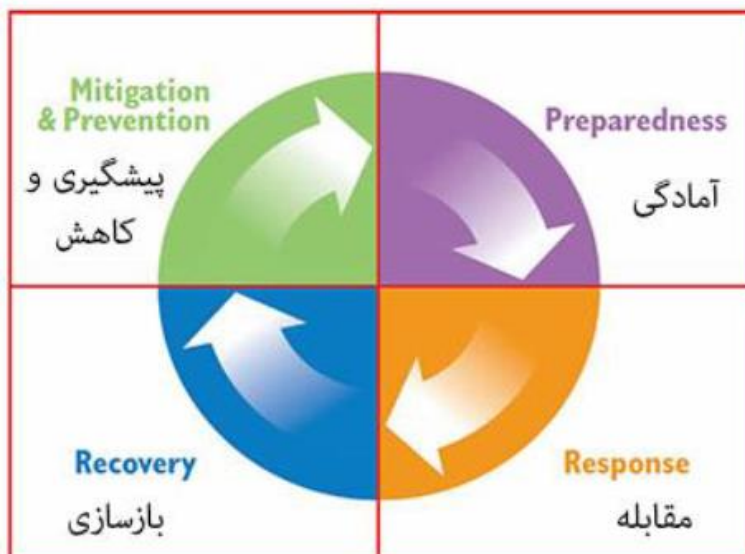 Mitigation
& Prevention
پیشگیری و
کاهش
Preparedness
آمادگی
Recovery
بازسازی
Response
مقابله